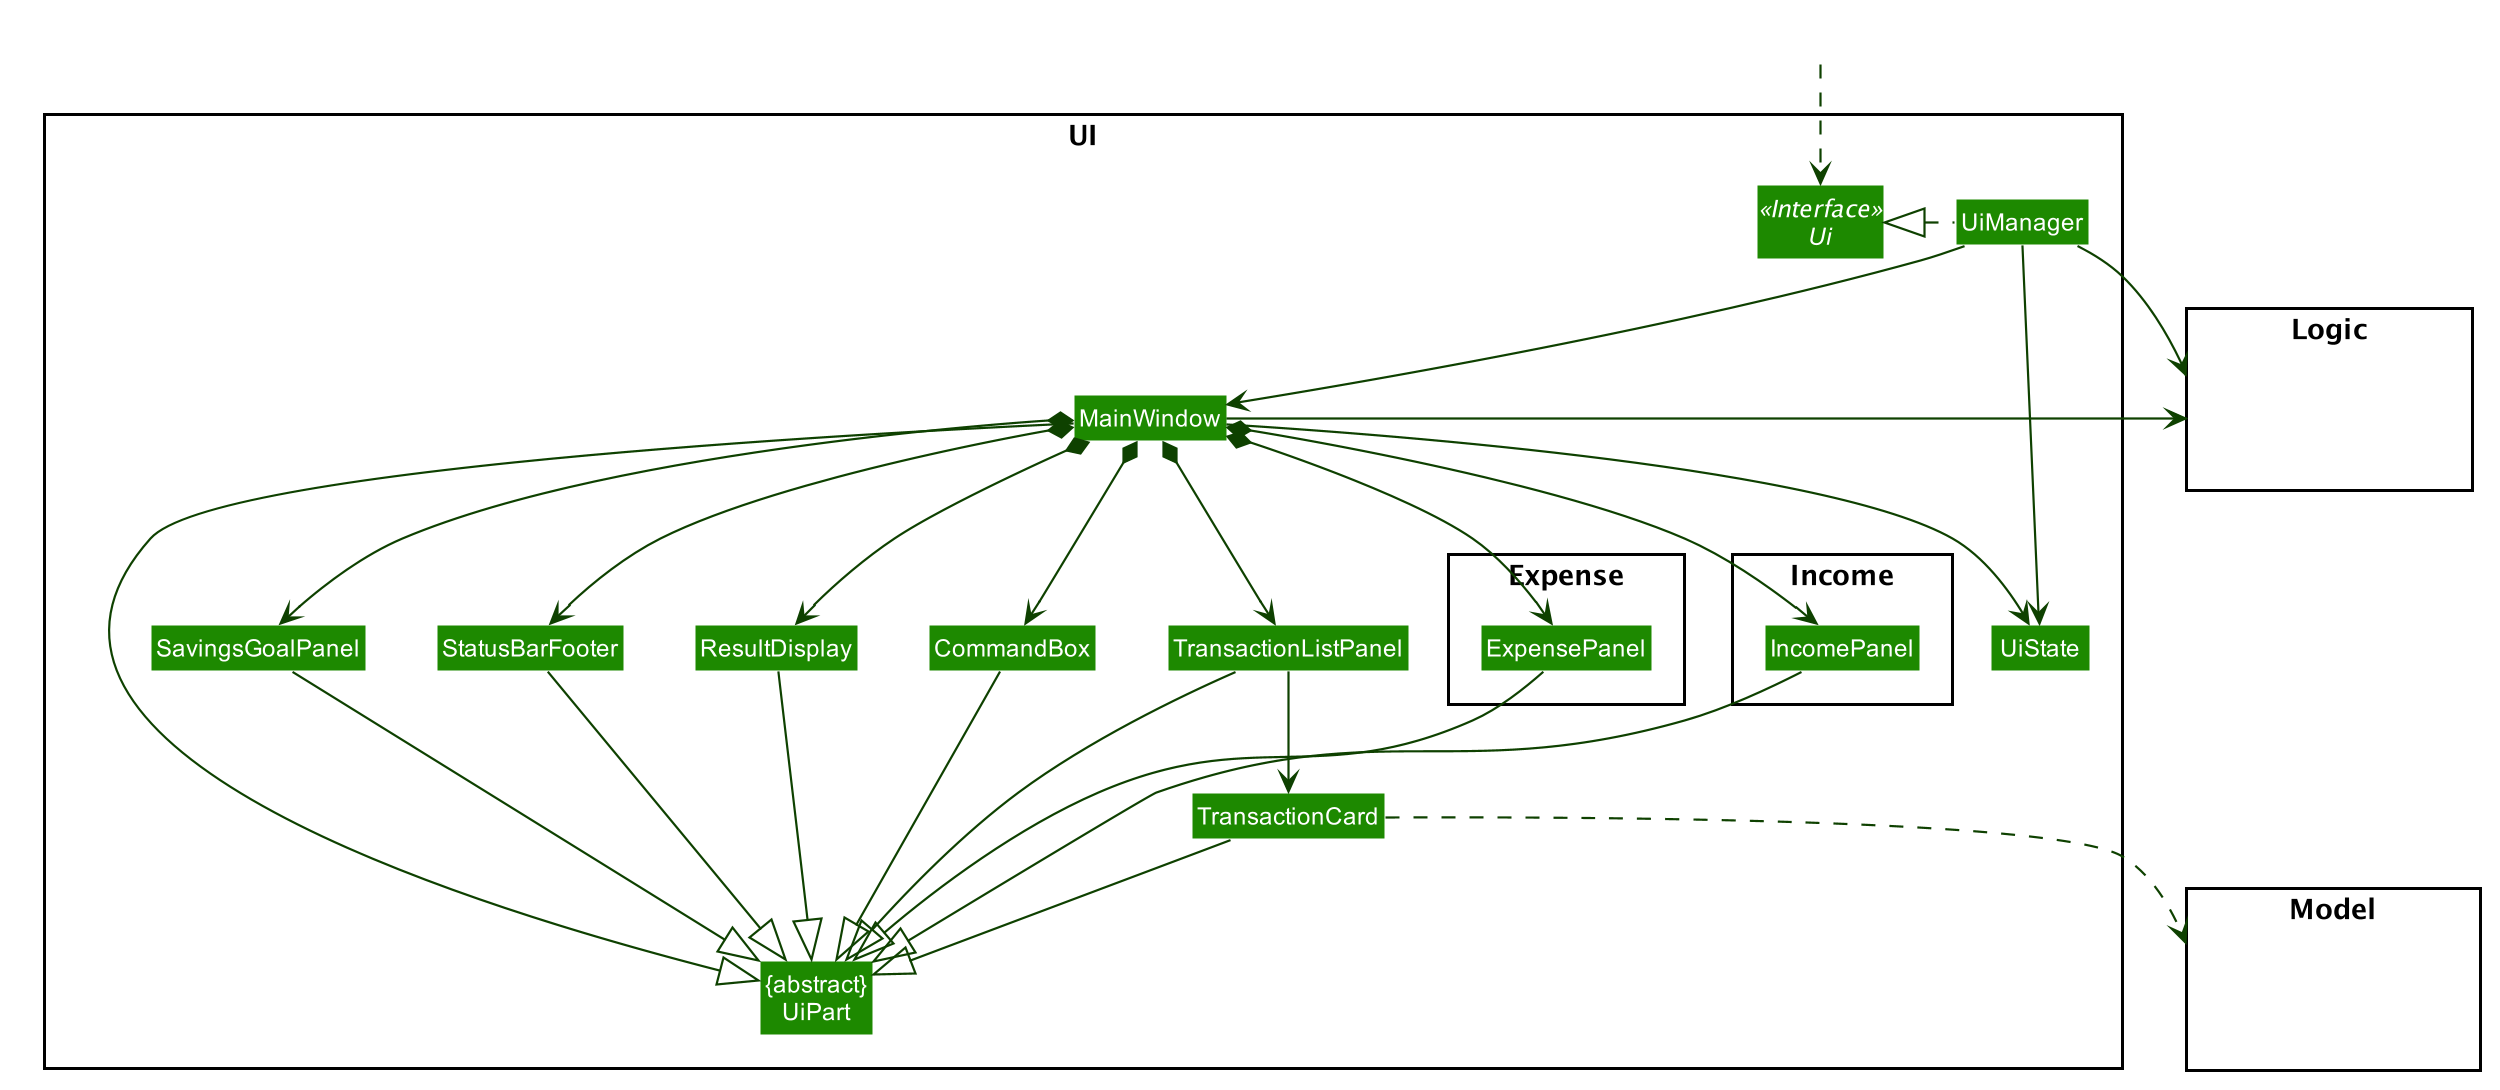 UI
«Interface»
Ui
UiManager
Logic
MainWindow
Expense
Income
SavingsGoalPanel
StatusBarFooter
ResultDisplay
CommandBox
TransactionListPanel
ExpensePanel
IncomePanel
UiState
TransactionCard
Model
{abstract}
UiPart